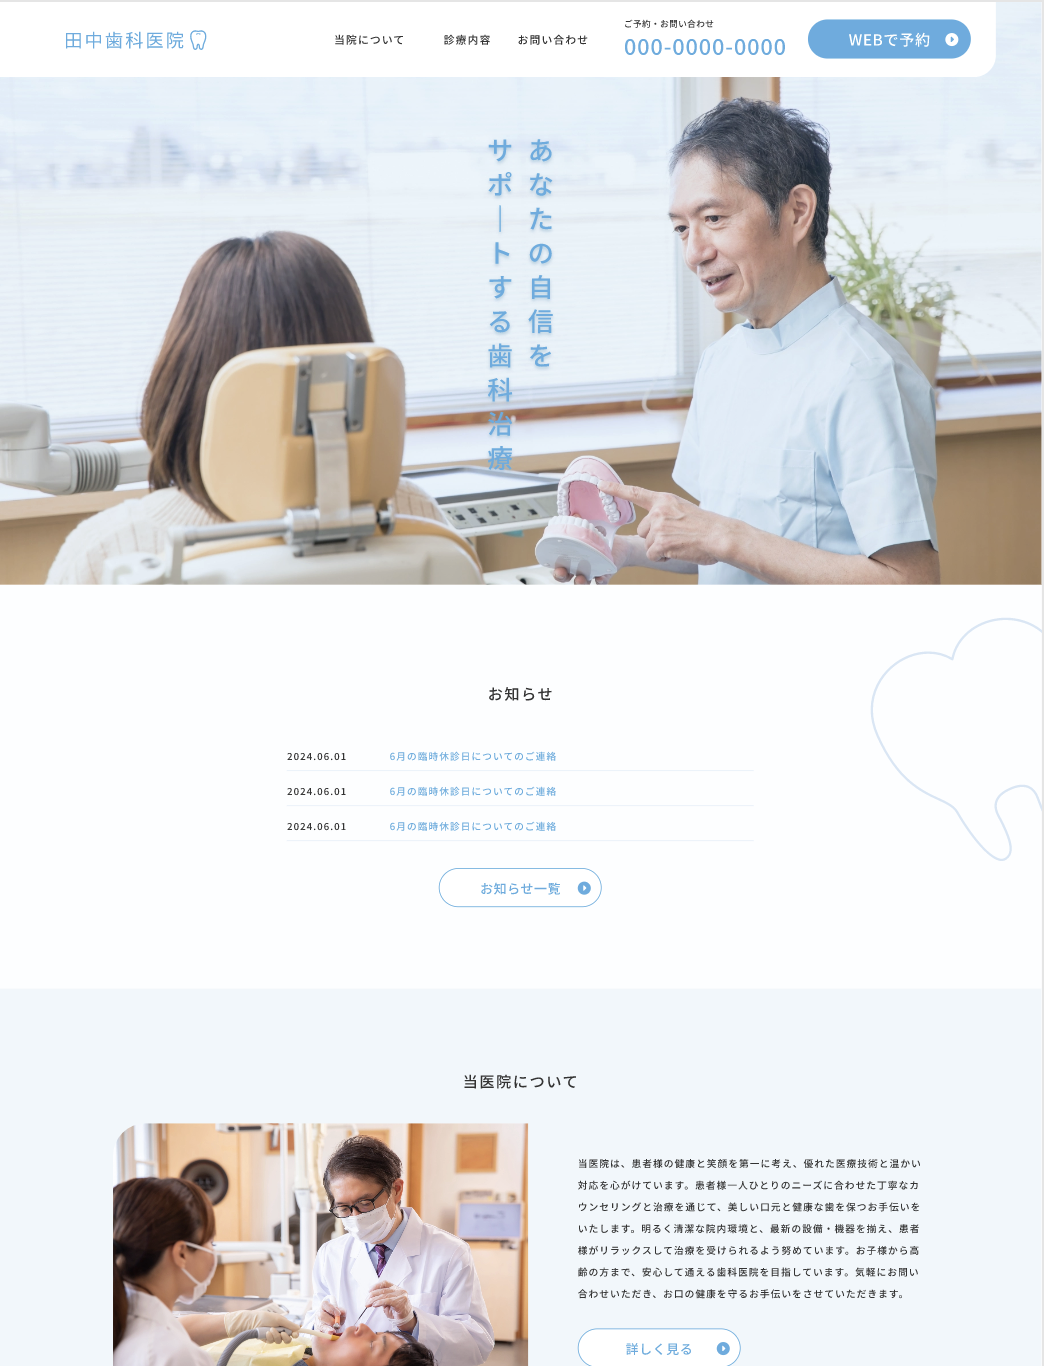 田中歯科医院
当院について
診療内容
お問い合わせ
ご予約・お問い合わせ
000-0000-0000
WEBで予約
あなたの自信を
サポートする歯科治療
お知らせ
2024.06.01 6月の臨時休診日についてのご連絡
2024.06.01 6月の臨時休診日についてのご連絡
2024.06.01 6月の臨時休診日についてのご連絡
お知らせ一覧
当医院について
当医院は、患者様の健康と笑顔を第一に考え、優れた医療技術と温かい
対応を心がけています。患者様一人ひとりのニーズに合わせた丁寧なカ
ウンセリングと治療を通じて、美しい口元と健康な歯を保つお手伝いを
いたします。明るく清潔な院内環境と、最新の設備・機器を揃え、患者
様がリラックスして治療を受けられるよう努めています。お子様から高
齢の方まで、安心して通える歯科医院を目指しています。気軽にお問い
合わせいただき、お口の健康を守るお手伝いをさせていただきます。
詳しく見る